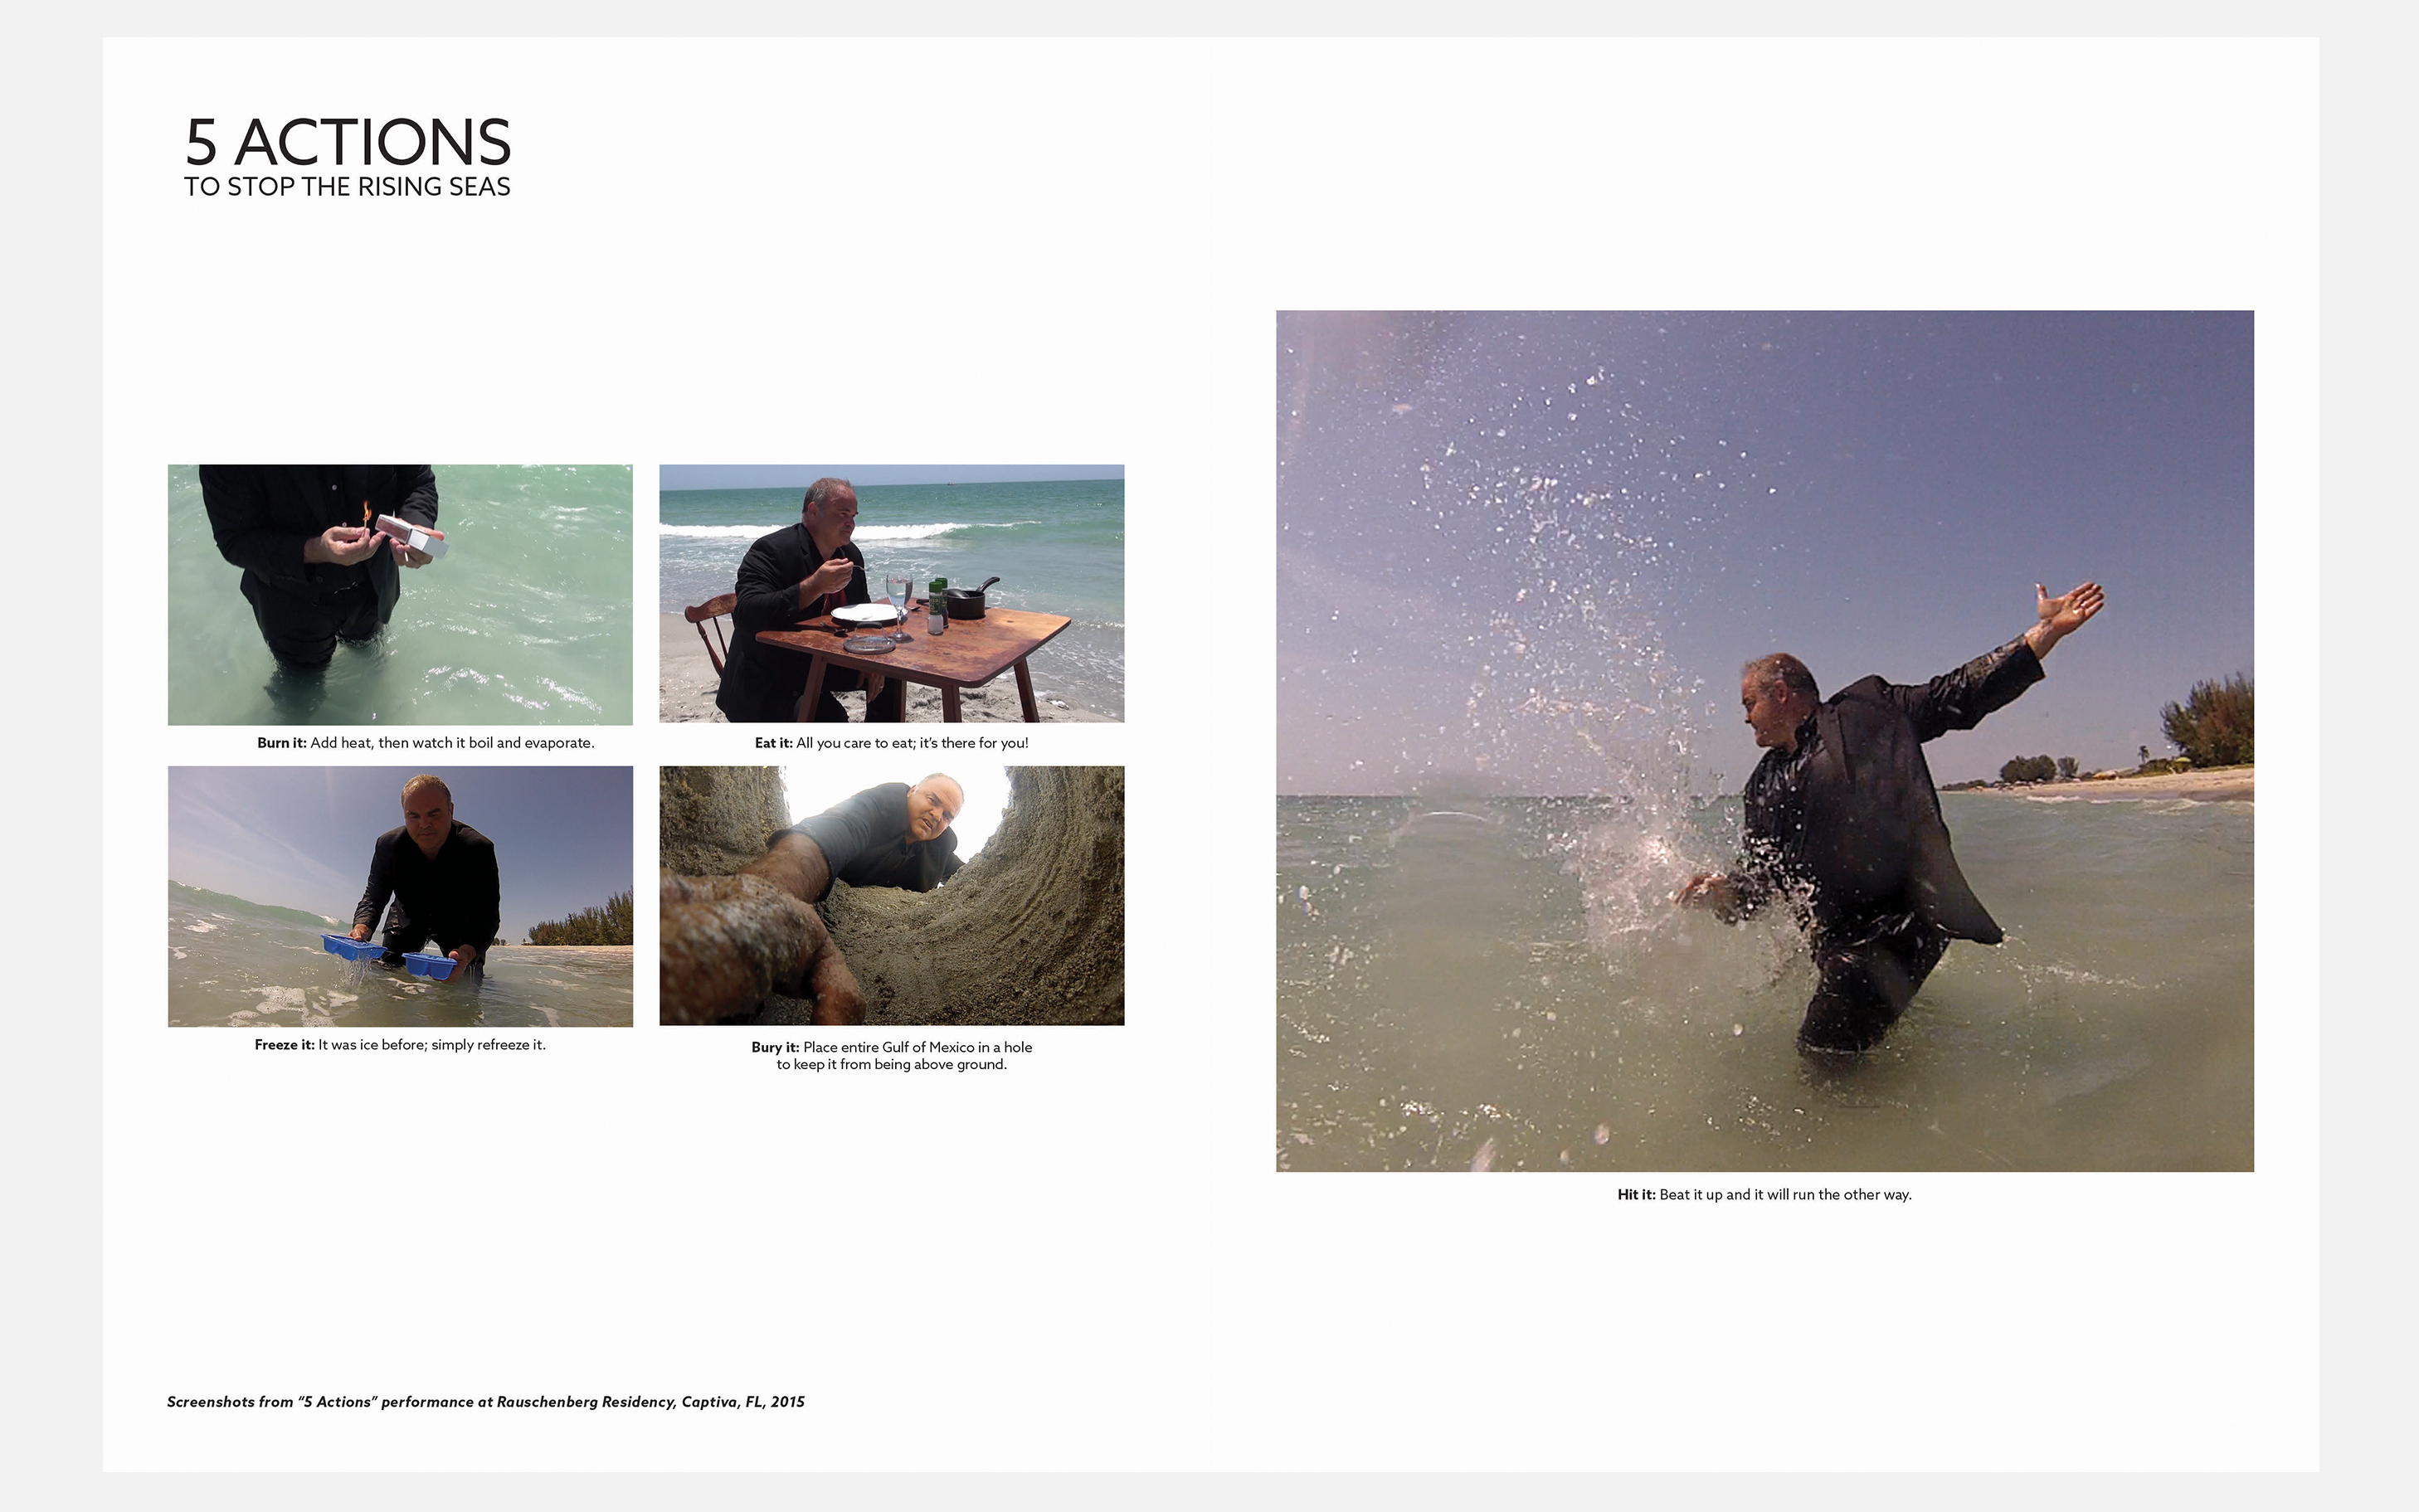 5 ACTIONS
TO STOP THE RISING SEAS
Burn it: Add heat, then watch it boil and evaporate.
Eat it: All you care to eat; it’s there for you!
Freeze it: It was ice before; simply refreeze it.
Bury it: Place entire Gulf of Mexico in a hole
to keep it from being above ground.
Hit it: Beat it up and it will run the other way.
Screenshots from “5 Actions” performance at Rauschenberg Residency, Captiva, FL, 2015